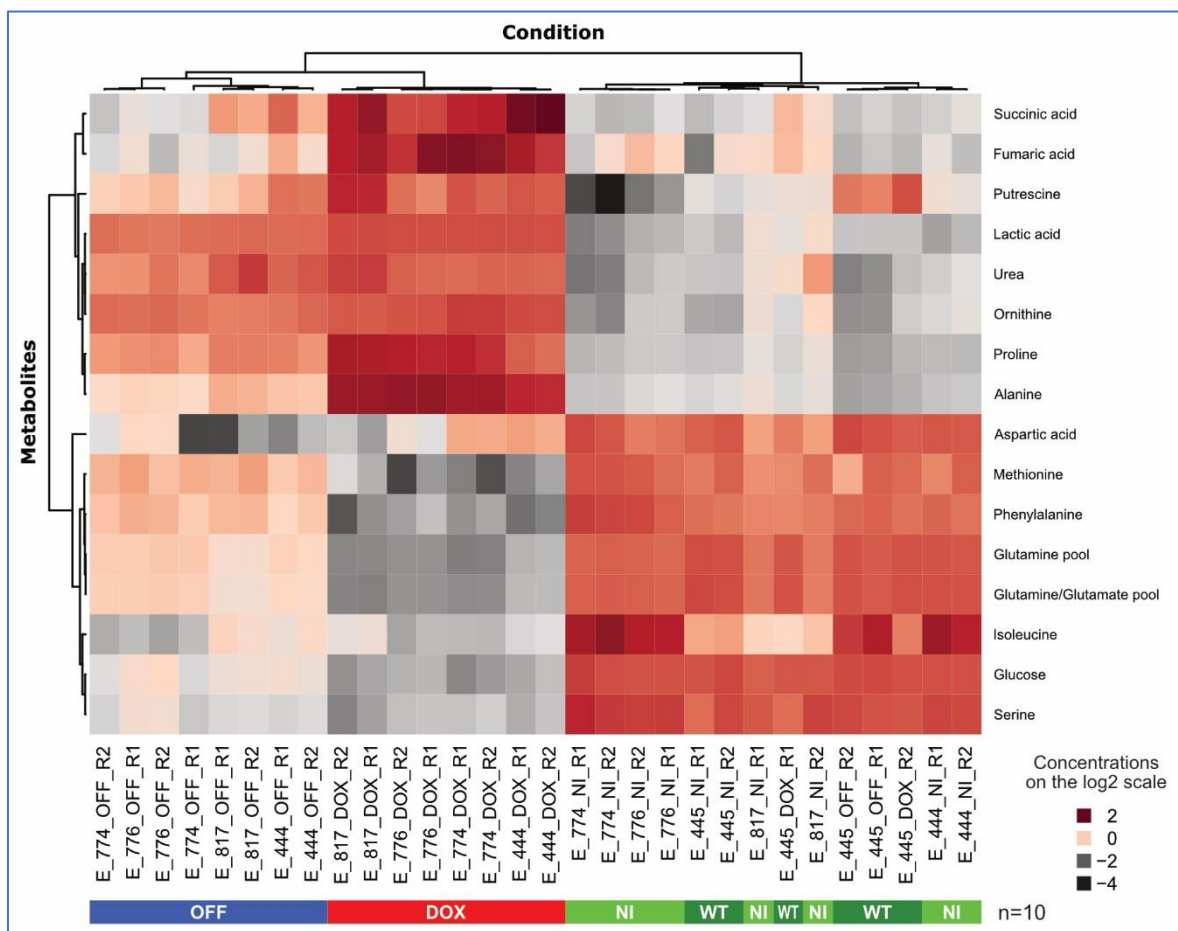 Condition
Metabolites
Succinic acid
Fumaric acid
Putrescine
Lactic acid
Urea
Ornithine
Proline
Alanine
Aspartic acid
Methionine
Phenylalanine
Glutamine pool
Glutamine/Glutamate pool
Isoleucine
Glucose
Serine
E_774_OFF_R2
E_776_OFF_R1
E_776_OFF_R2
E_774_OFF_R1
E_817_OFF_R1
E_817_OFF_R2
E_444_OFF_R1
E_444_OFF_R2
E_817_DOX_R2
E_817_DOX_R1
E_776_DOX_R2
E_776_DOX_R1
E_774_DOX_R1
E_774_DOX_R2
E_444_DOX_R1
E_444_DOX_R2
E_774_NI_R1
E_774_NI_R2
E_776_NI_R2
E_776_NI_R1
E_445_NI_R1
E_445_NI_R2
E_817_NI_R1
E_445_DOX_R1
E_817_NI_R2
E_445_OFF_R2
E_445_OFF_R1
E_445_DOX_R2
E_444_NI_R1
E_444_NI_R2
Concentrations
on the log2 scale
2
0
−2
−4
OFF DOX NI WT NI WT NI WT NI n=10